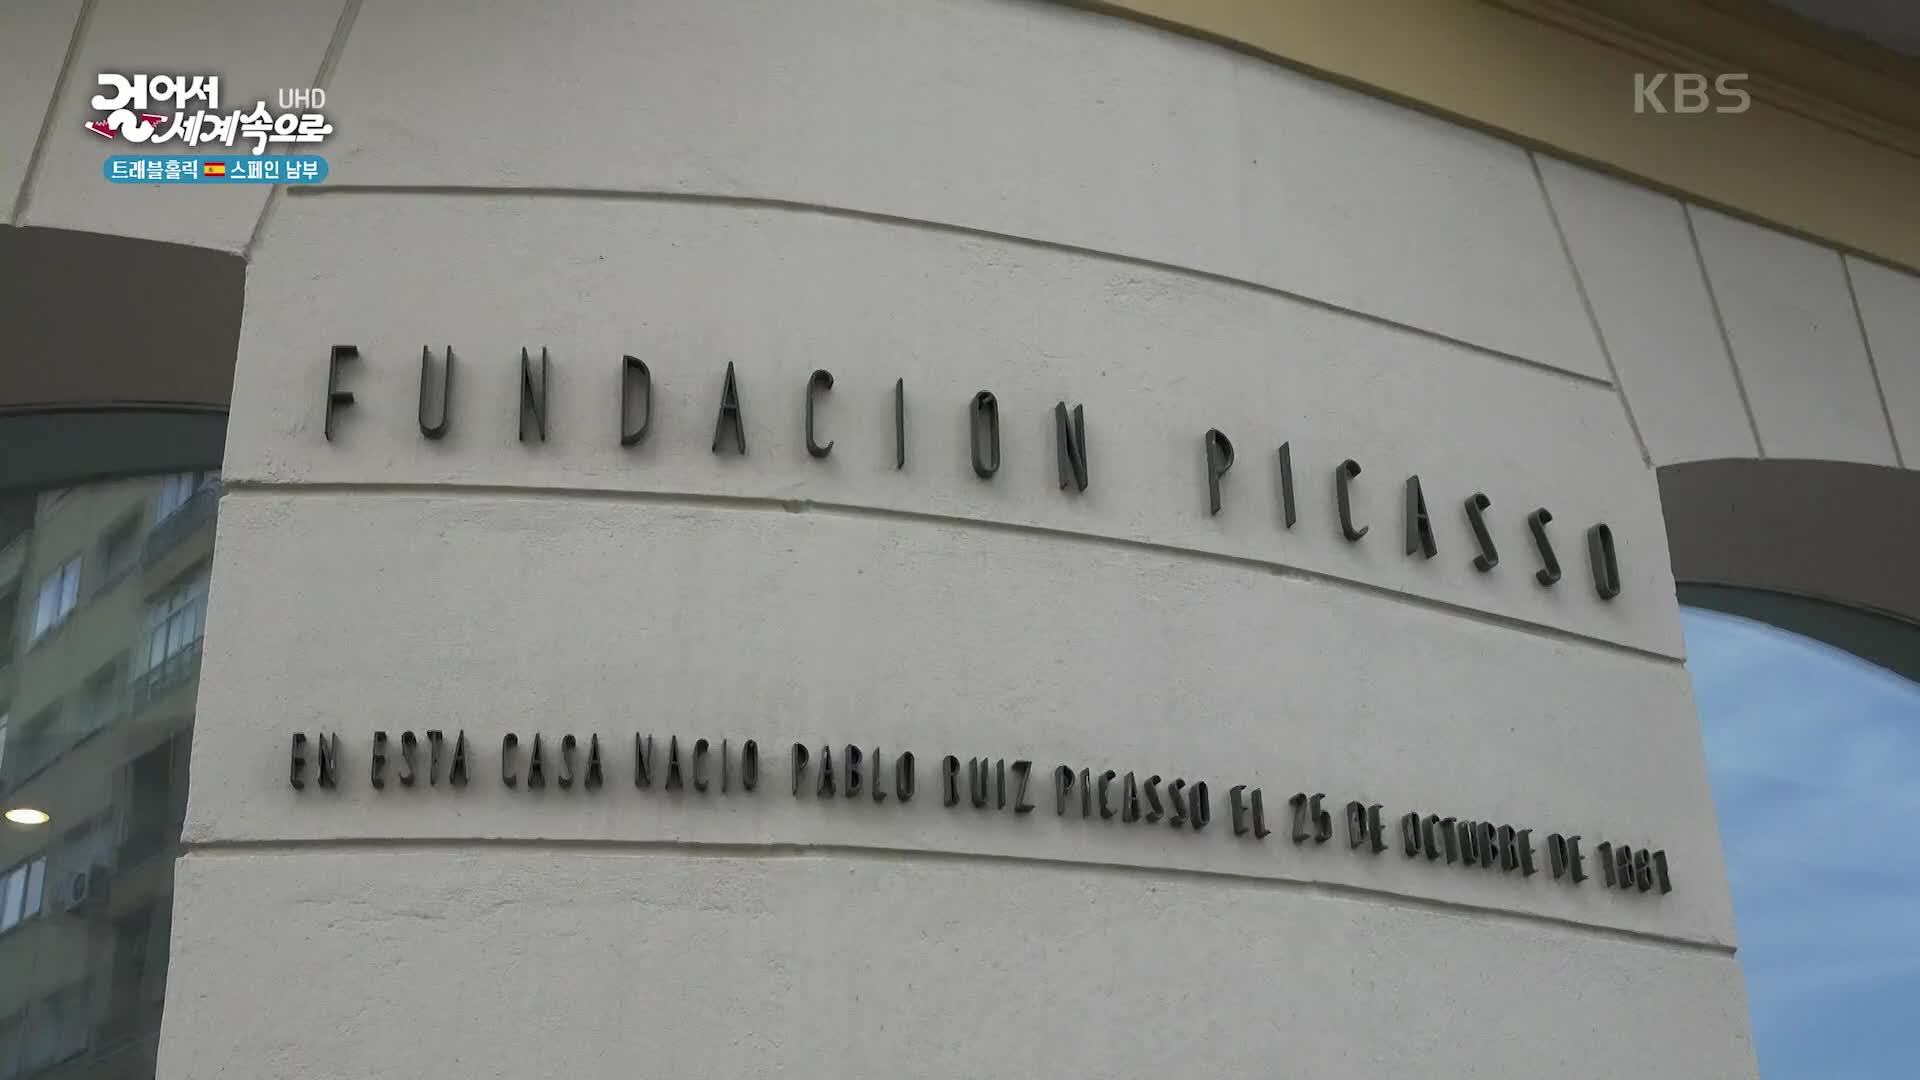 걸어서
세계속으로
UHD
트래블홀릭 스페인 남부
KBS
FUNDACION PICASSO
EN ESTA CASA NACIO PABLO RUIZ PICASSO EL 25 DE OCTUBRE DE 1881